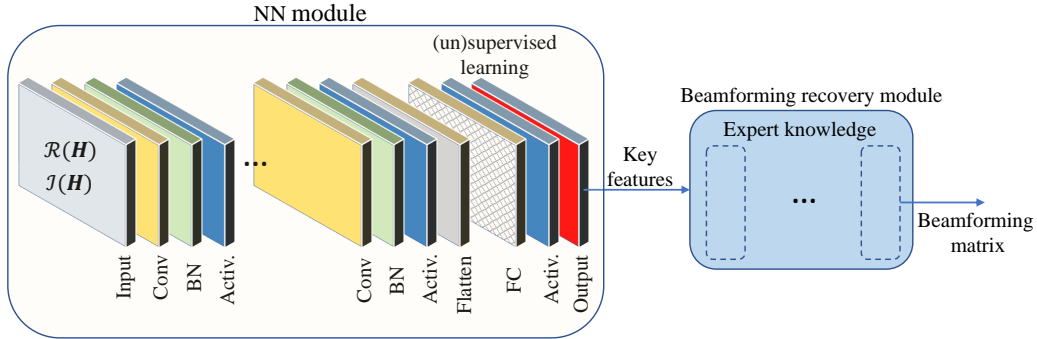 NN module
(un)supervised
learning
ℛ(H)
ℐ(H)
...
Input
Conv
BN
Activ.
Conv
BN
Activ.
Flatten
FC
Activ.
Output
Key
features
Beamforming recovery module
Expert knowledge
...
Beamforming
matrix